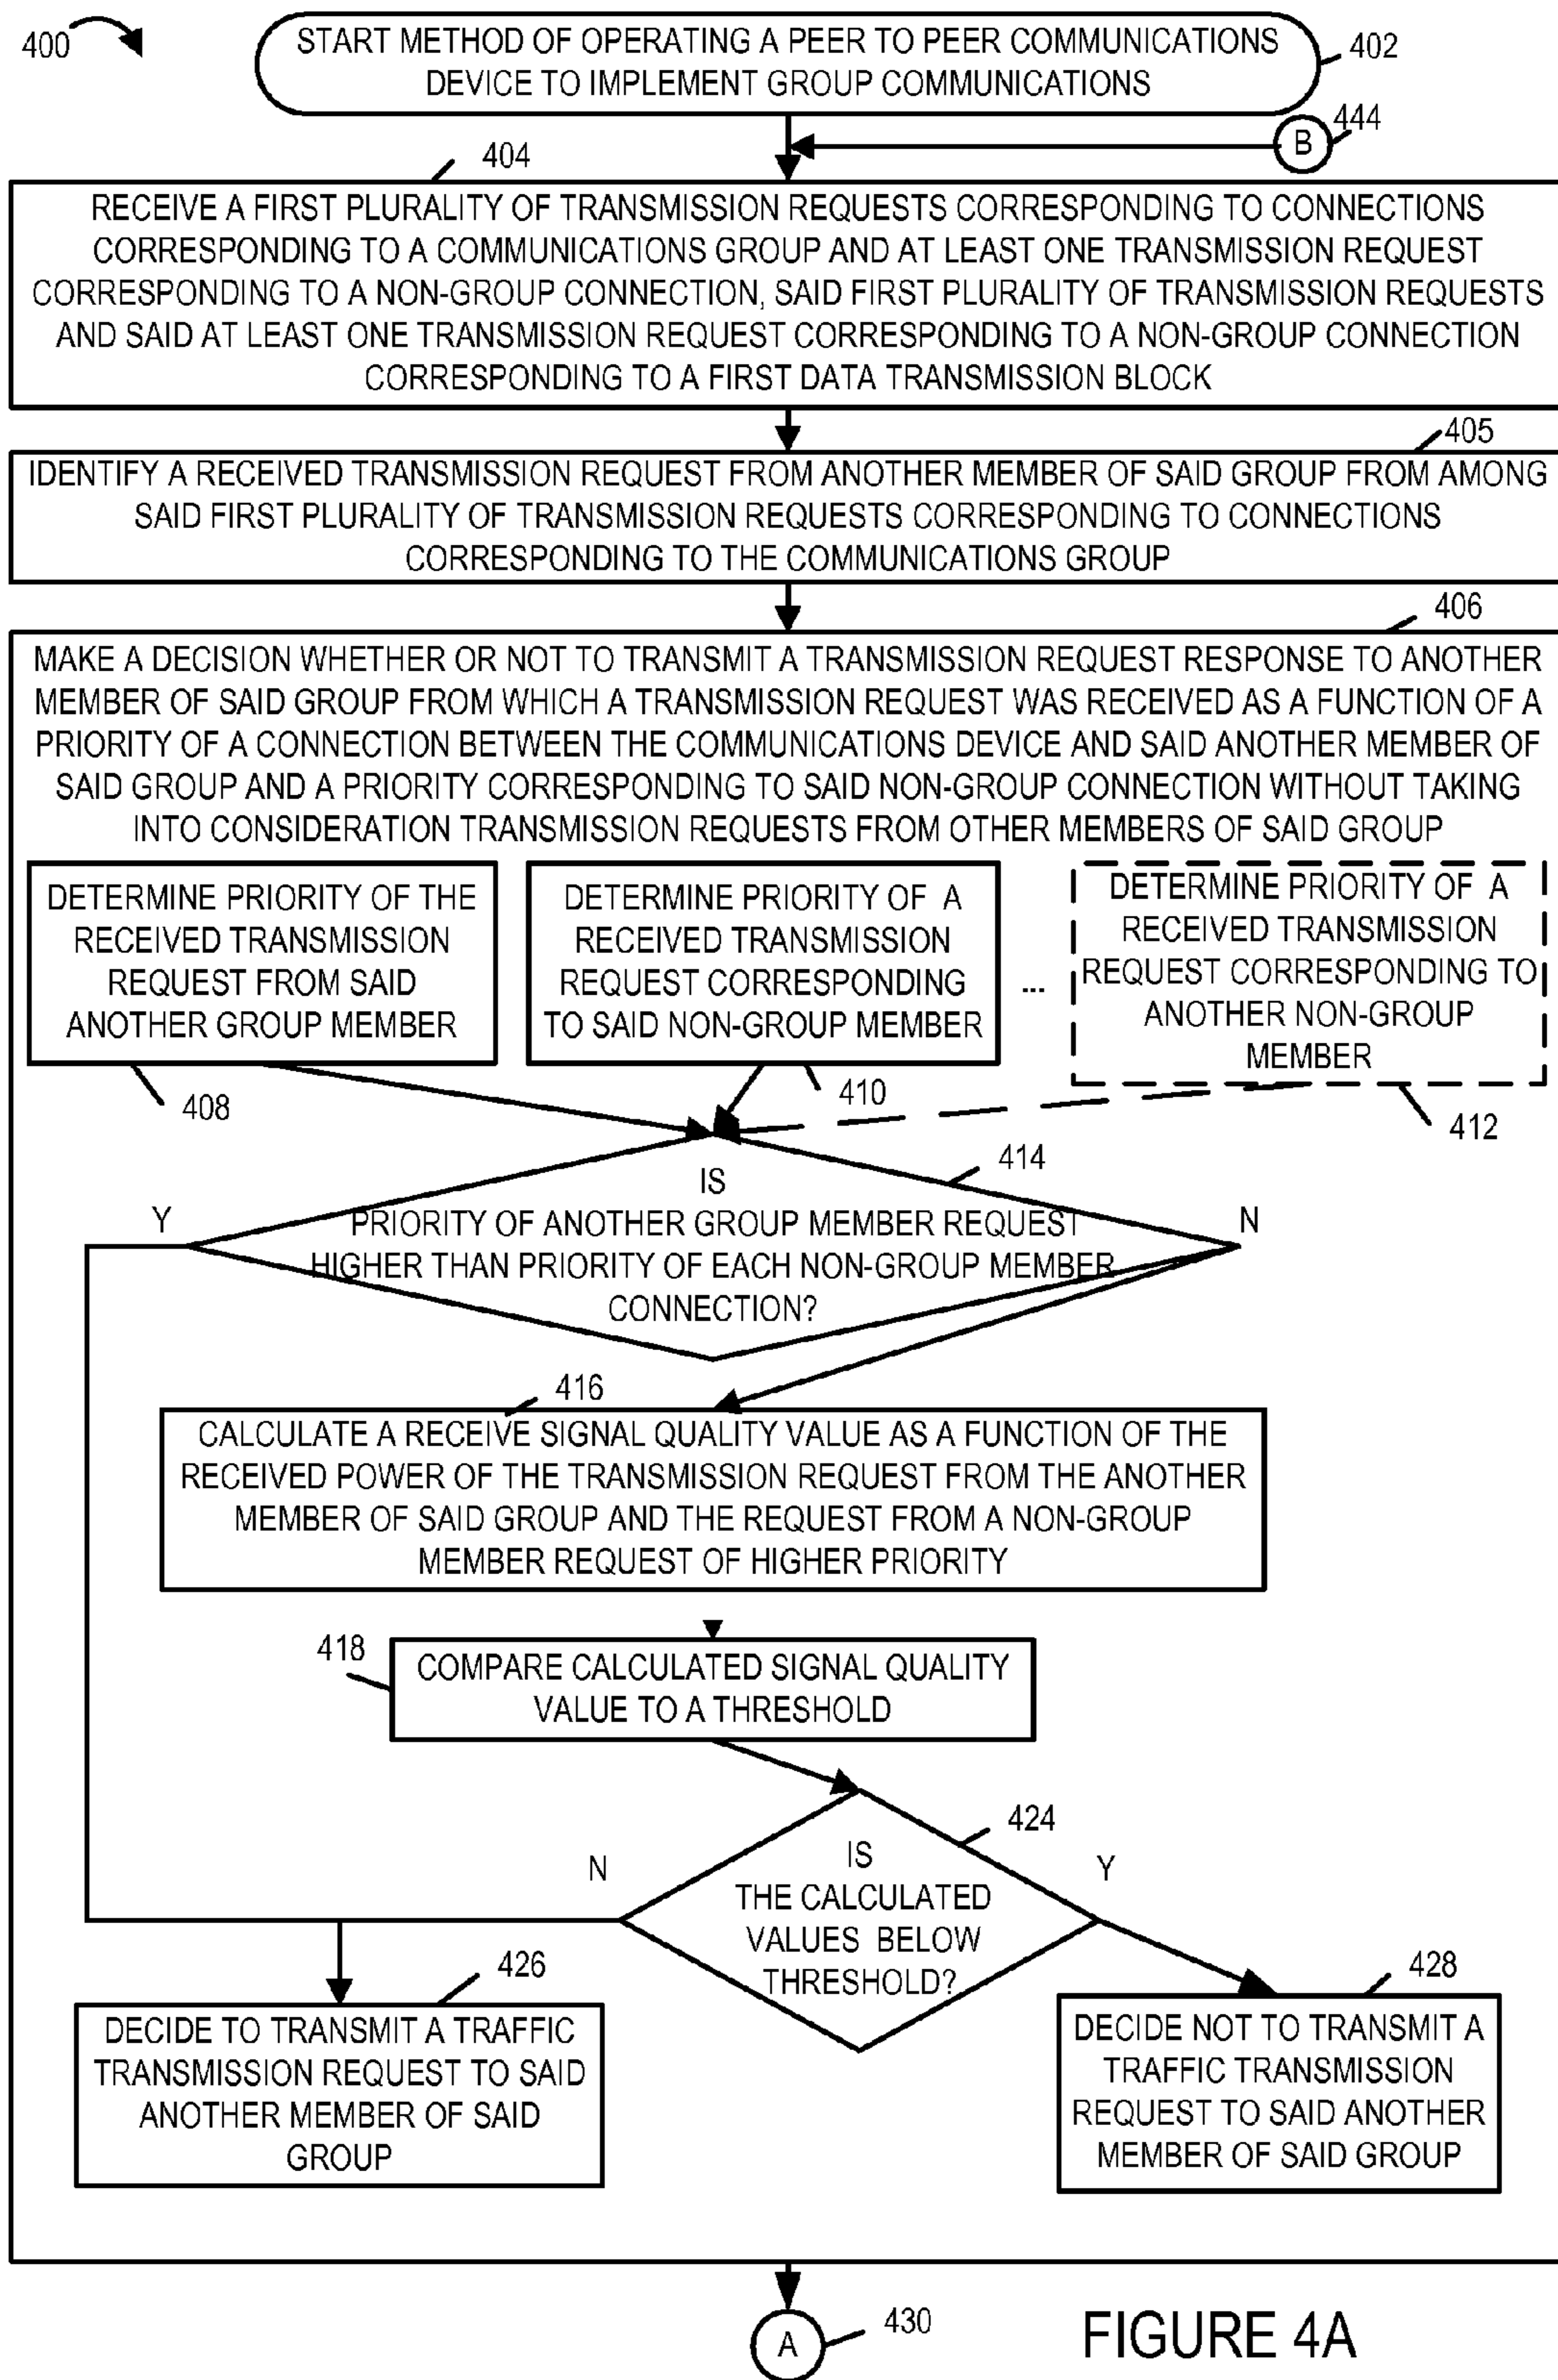 400
START METHOD OF OPERATING A PEER TO PEER COMMUNICATIONS
DEVICE TO IMPLEMENT GROUP COMMUNICATIONS
402
B
444
404
RECEIVE A FIRST PLURALITY OF TRANSMISSION REQUESTS CORRESPONDING TO CONNECTIONS
CORRESPONDING TO A COMMUNICATIONS GROUP AND AT LEAST ONE TRANSMISSION REQUEST
CORRESPONDING TO A NON-GROUP CONNECTION, SAID FIRST PLURALITY OF TRANSMISSION REQUESTS
AND SAID AT LEAST ONE TRANSMISSION REQUEST CORRESPONDING TO A NON-GROUP CONNECTION
CORRESPONDING TO A FIRST DATA TRANSMISSION BLOCK
405
IDENTIFY A RECEIVED TRANSMISSION REQUEST FROM ANOTHER MEMBER OF SAID GROUP FROM AMONG
SAID FIRST PLURALITY OF TRANSMISSION REQUESTS CORRESPONDING TO CONNECTIONS
CORRESPONDING TO THE COMMUNICATIONS GROUP
406
MAKE A DECISION WHETHER OR NOT TO TRANSMIT A TRANSMISSION REQUEST RESPONSE TO ANOTHER
MEMBER OF SAID GROUP FROM WHICH A TRANSMISSION REQUEST WAS RECEIVED AS A FUNCTION OF A
PRIORITY OF A CONNECTION BETWEEN THE COMMUNICATIONS DEVICE AND SAID ANOTHER MEMBER OF
SAID GROUP AND A PRIORITY CORRESPONDING TO SAID NON-GROUP CONNECTION WITHOUT TAKING
INTO CONSIDERATION TRANSMISSION REQUESTS FROM OTHER MEMBERS OF SAID GROUP
DETERMINE PRIORITY OF THE
RECEIVED TRANSMISSION
REQUEST FROM SAID
ANOTHER GROUP MEMBER
408
DETERMINE PRIORITY OF A
RECEIVED TRANSMISSION
REQUEST CORRESPONDING
TO SAID NON-GROUP MEMBER
410
...
DETERMINE PRIORITY OF A
RECEIVED TRANSMISSION
REQUEST CORRESPONDING TO
ANOTHER NON-GROUP
MEMBER
412
414
Y
N
IS
PRIORITY OF ANOTHER GROUP MEMBER REQUEST
HIGHER THAN PRIORITY OF EACH NON-GROUP MEMBER
CONNECTION?
416
CALCULATE A RECEIVE SIGNAL QUALITY VALUE AS A FUNCTION OF THE
RECEIVED POWER OF THE TRANSMISSION REQUEST FROM THE ANOTHER
MEMBER OF SAID GROUP AND THE REQUEST FROM A NON-GROUP
MEMBER REQUEST OF HIGHER PRIORITY
418
COMPARE CALCULATED SIGNAL QUALITY
VALUE TO A THRESHOLD
424
N
Y
IS
THE CALCULATED
VALUES BELOW
THRESHOLD?
426
DECIDE TO TRANSMIT A TRAFFIC
TRANSMISSION REQUEST TO SAID
ANOTHER MEMBER OF SAID
GROUP
428
DECIDE NOT TO TRANSMIT A
TRAFFIC TRANSMISSION
REQUEST TO SAID ANOTHER
MEMBER OF SAID GROUP
A
430
FIGURE 4A